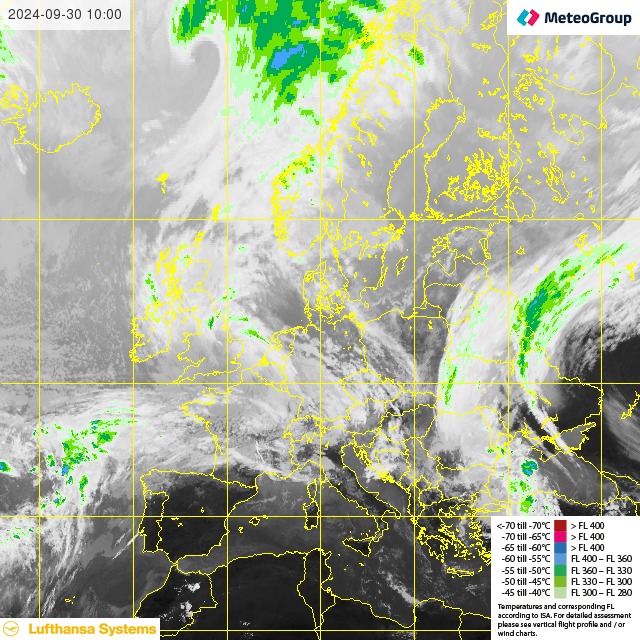 2024-09-30 10:00
MeteoGroup
<-70 till -70°C > FL 400
-70 till -65°C > FL 400
-65 till -60°C > FL 400
-60 till -55°C FL 400 – FL 360
-55 till -50°C FL 360 – FL 330
-50 till -45°C FL 330 – FL 300
-45 till -40°C FL 300 – FL 280
Temperatures and corresponding FL
according to ISA. For detailed assessment
please see vertical flight profile and / or
wind charts.
Lufthansa Systems